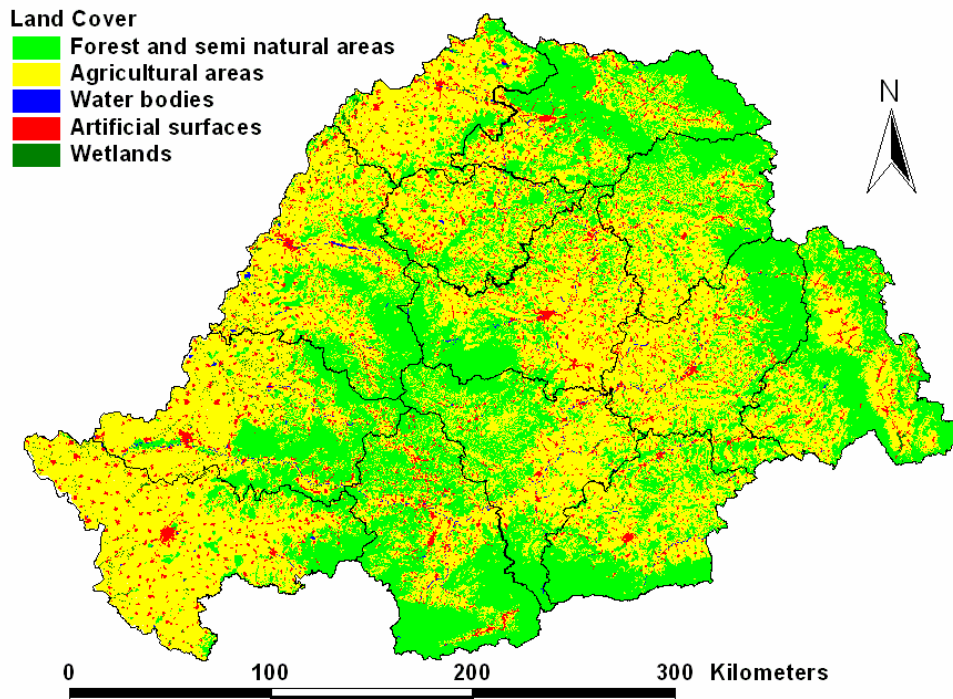 Land Cover
Forest and semi natural areas
Agricultural areas
Water bodies
Artificial surfaces
Wetlands
N
0 100 200 300 Kilometers